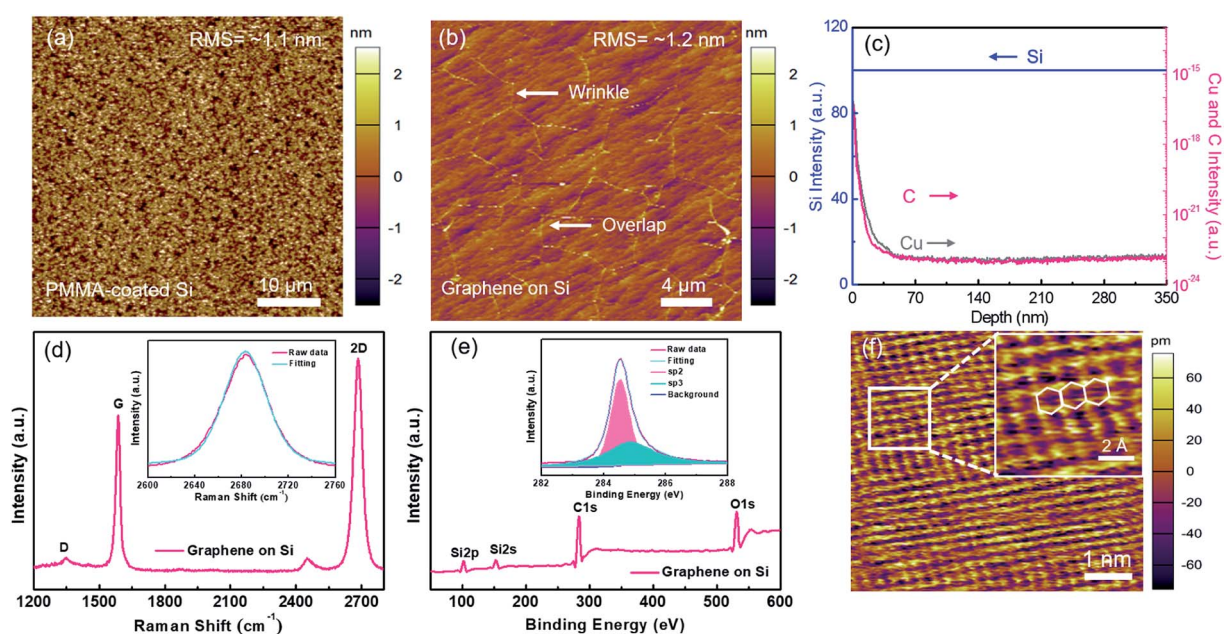 (a)
RMS= ~1.1 nm
PMMA-coated Si
10 µm
nm
2
1
0
-1
-2
(b)
RMS= ~1.2 nm
Wrinkle
Overlap
Graphene on Si
4 µm
nm
2
1
0
-1
-2
(c)
Si
C
Cu
Si Intensity (a.u.)
120
100
80
60
40
20
0
0 70 140 210 280 350
Depth (nm)
10⁻¹⁵
10⁻¹⁸
10⁻²¹
10⁻²⁴
Cu and C Intensity (a.u.)
(d)
D
G
2D
Graphene on Si
Intensity (a.u.)
1200 1600 2000 2400 2800
Raman Shift (cm⁻¹)
Raw data
Fitting
Intensity (a.u.)
2600 2640 2680 2720 2760
Raman Shift (cm⁻¹)
(e)
Si2p
Si2s
C1s
O1s
Graphene on Si
Intensity (a.u.)
100 200 300 400 500 600
Binding Energy (eV)
Raw data
Fitting
sp2
sp3
Background
Intensity (a.u.)
282 284 286 288
Binding Energy (eV)
(f)
2 Å
1 nm
pm
60
40
20
0
-20
-40
-60